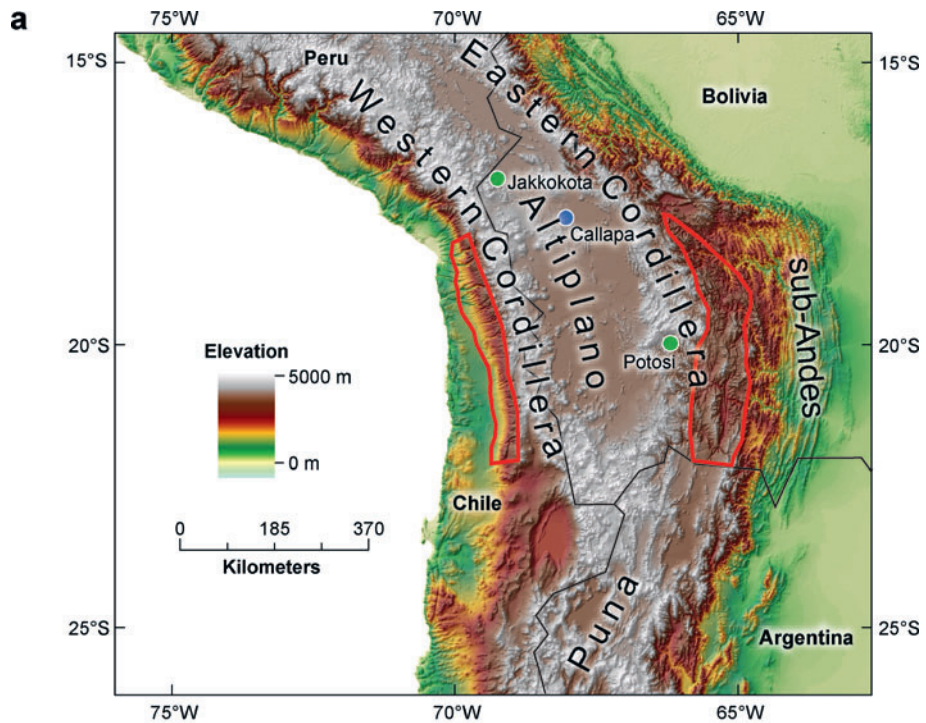 a
75°W 70°W 65°W
15°S 15°S
Peru
Bolivia
Eastern Cordillera
Western Cordillera
Jakkokota
Altiplano
Callapa
sub-Andes
20°S 20°S
Elevation
5000 m
0 m
Potosi
Chile
0 185 370
Kilometers
Puna
25°S 25°S
Argentina
75°W 70°W 65°W